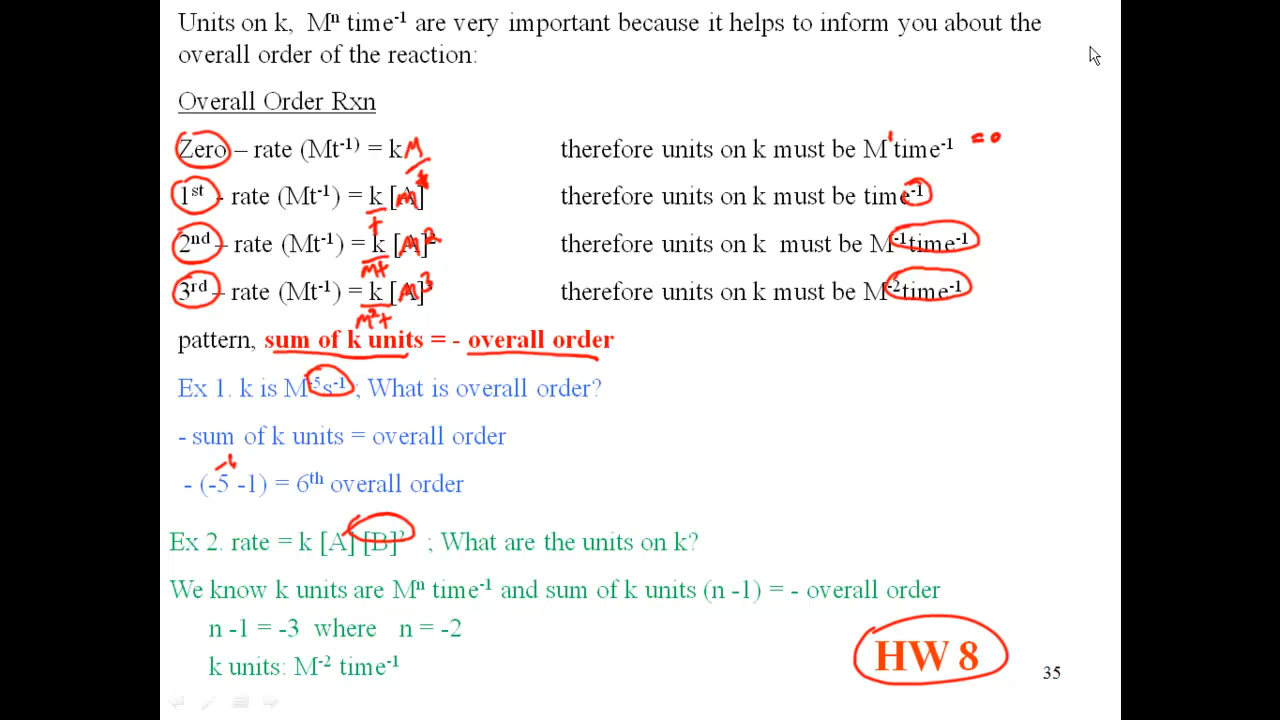 Units on k, Mⁿ time⁻¹ are very important because it helps to inform you about the
overall order of the reaction:
Overall Order Rxn
Zero – rate (Mt⁻¹) = k M therefore units on k must be M¹time⁻¹ = 0
1ˢᵗ - rate (Mt⁻¹) = k [A] therefore units on k must be time⁻¹
2ⁿᵈ – rate (Mt⁻¹) = k [A]² therefore units on k must be M⁻¹time⁻¹
Mt
3ʳᵈ – rate (Mt⁻¹) = k [A]³ therefore units on k must be M⁻²time⁻¹
M²t
pattern, sum of k units = - overall order
Ex 1. k is M⁻⁵s⁻¹ ; What is overall order?
- sum of k units = overall order
-6
- (-5 -1) = 6ᵗʰ overall order
Ex 2. rate = k [A] [B]² ; What are the units on k?
We know k units are Mⁿ time⁻¹ and sum of k units (n -1) = - overall order
n -1 = -3 where n = -2
k units: M⁻² time⁻¹
HW 8
35